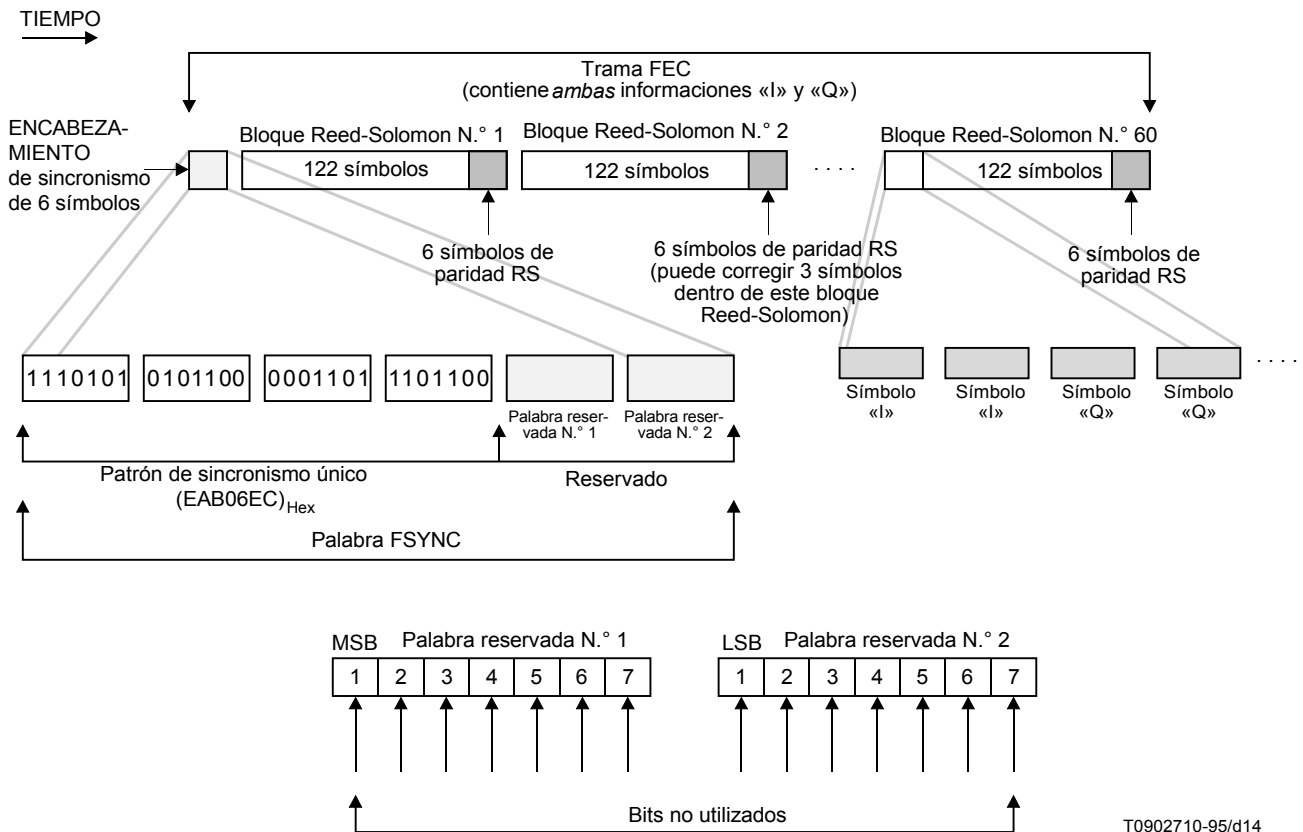 TIEMPO
Trama FEC
(contiene ambas informaciones «I» y «Q»)
ENCABEZA-
MIENTO
de sincronismo
de 6 símbolos
Bloque Reed-Solomon N.° 1
Bloque Reed-Solomon N.° 2
Bloque Reed-Solomon N.° 60
122 símbolos
122 símbolos
. . . .
122 símbolos
6 símbolos de
paridad RS
6 símbolos de paridad RS
(puede corregir 3 símbolos
dentro de este bloque
Reed-Solomon)
6 símbolos de
paridad RS
1110101
0101100
0001101
1101100
Palabra reser-
vada N.° 1
Palabra reser-
vada N.° 2
Símbolo
«I»
Símbolo
«I»
Símbolo
«Q»
Símbolo
«Q»
. . . .
Patrón de sincronismo único
(EAB06EC)Hex
Reservado
Palabra FSYNC
MSB Palabra reservada N.° 1
1 2 3 4 5 6 7
LSB Palabra reservada N.° 2
1 2 3 4 5 6 7
Bits no utilizados
T0902710-95/d14